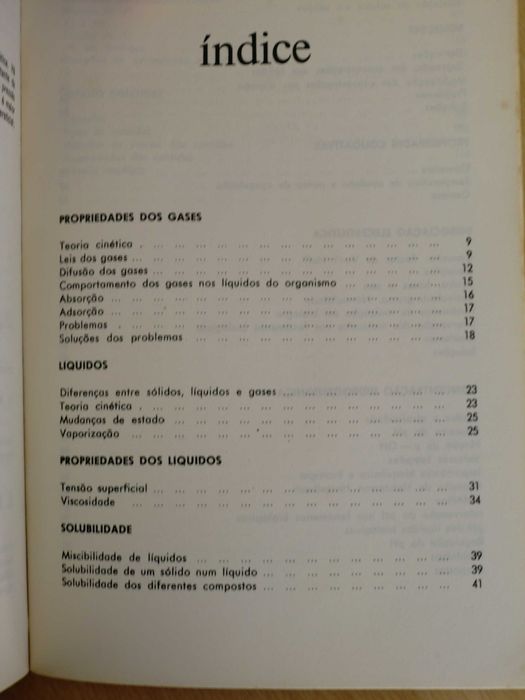 índice
PROPRIEDADES DOS GASES
Teoria cinética . ... ... ... ... ... ... ... ... ... ... ... ... 9
Leis dos gases ... ... ... ... ... ... ... ... ... ... ... ... ... 9
Difusão dos gases ... ... ... ... ... ... ... ... ... ... ... ... 12
Comportamento dos gases nos líquidos do organismo ... ... ... ... ... 15
Absorção ... ... ... ... ... ... ... ... ... ... ... ... ... ... 16
Adsorção ... ... ... ... ... ... ... ... ... ... ... ... ... ... 17
Problemas . ... ... ... ... ... ... ... ... ... ... ... ... ... 17
Soluções dos problemas ... ... ... ... ... ... ... ... ... ... ... 18
LIQUIDOS
Diferenças entre sólidos, líquidos e gases ... ... ... ... ... ... ... ... 23
Teoria cinética . ... ... ... ... ... ... ... ... ... ... ... ... 23
Mudanças de estado ... ... ... ... ... ... ... ... ... ... ... ... 25
Vaporização ... ... ... ... ... ... ... ... ... ... ... ... ... 25
PROPRIEDADES DOS LIQUIDOS
Tensão superficial ... ... ... ... ... ... ... ... ... ... ... ... 31
Viscosidade ... ... ... ... ... ... ... ... ... ... ... ... ... 34
SOLUBILIDADE
Miscibilidade de líquidos ... ... ... ... ... ... ... ... ... ... ... 39
Solubilidade de um sólido num líquido ... ... ... ... ... ... ... ... 39
Solubilidade dos diferentes compostos ... ... ... ... ... ... ... ... 41